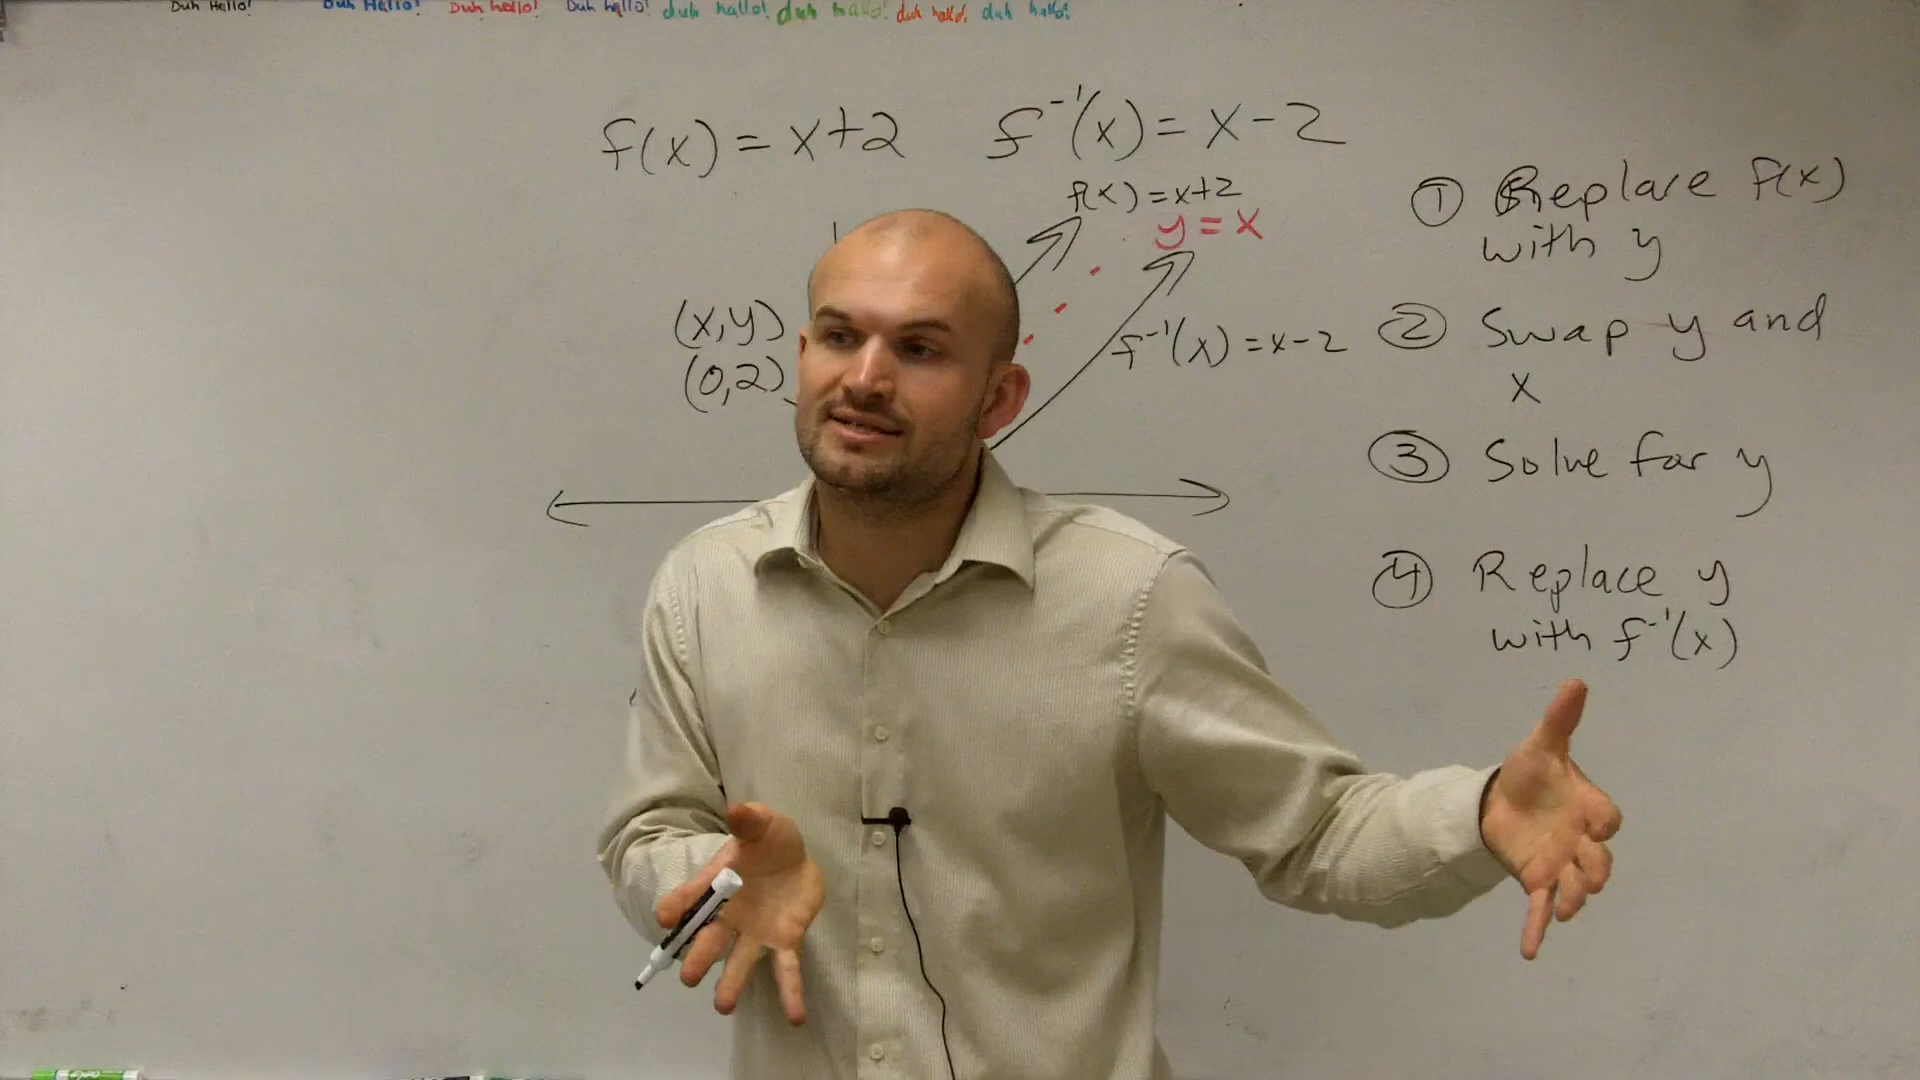 Duh Hello! Duh Hello! Duh hello! Duh hello! duh hallo! duh hallo! duh hallo! duh hallo!
f(x) = x+2 f⁻¹(x) = x-2
f(x) = x+2
y = x
(x,y)
(0,2)
f⁻¹(x) = x-2
① Replace f(x)
with y
② Swap y and
x
③ Solve for y
④ Replace y
with f⁻¹(x)